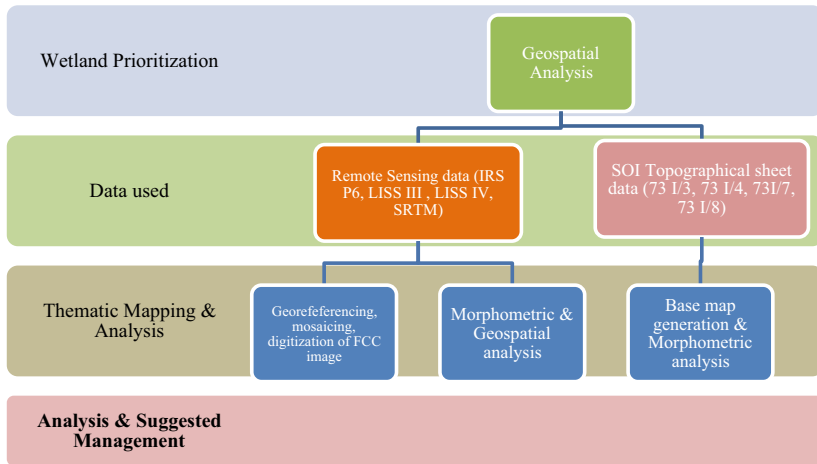 Wetland Prioritization
Geospatial
Analysis
Data used
Remote Sensing data (IRS
P6, LISS III , LISS IV,
SRTM)
SOI Topographical sheet
data (73 I/3, 73 I/4, 73I/7,
73 I/8)
Thematic Mapping &
Analysis
Georefeferencing,
mosaicing,
digitization of FCC
image
Morphometric &
Geospatial
analysis
Base map
generation &
Morphometric
analysis
Analysis & Suggested
Management